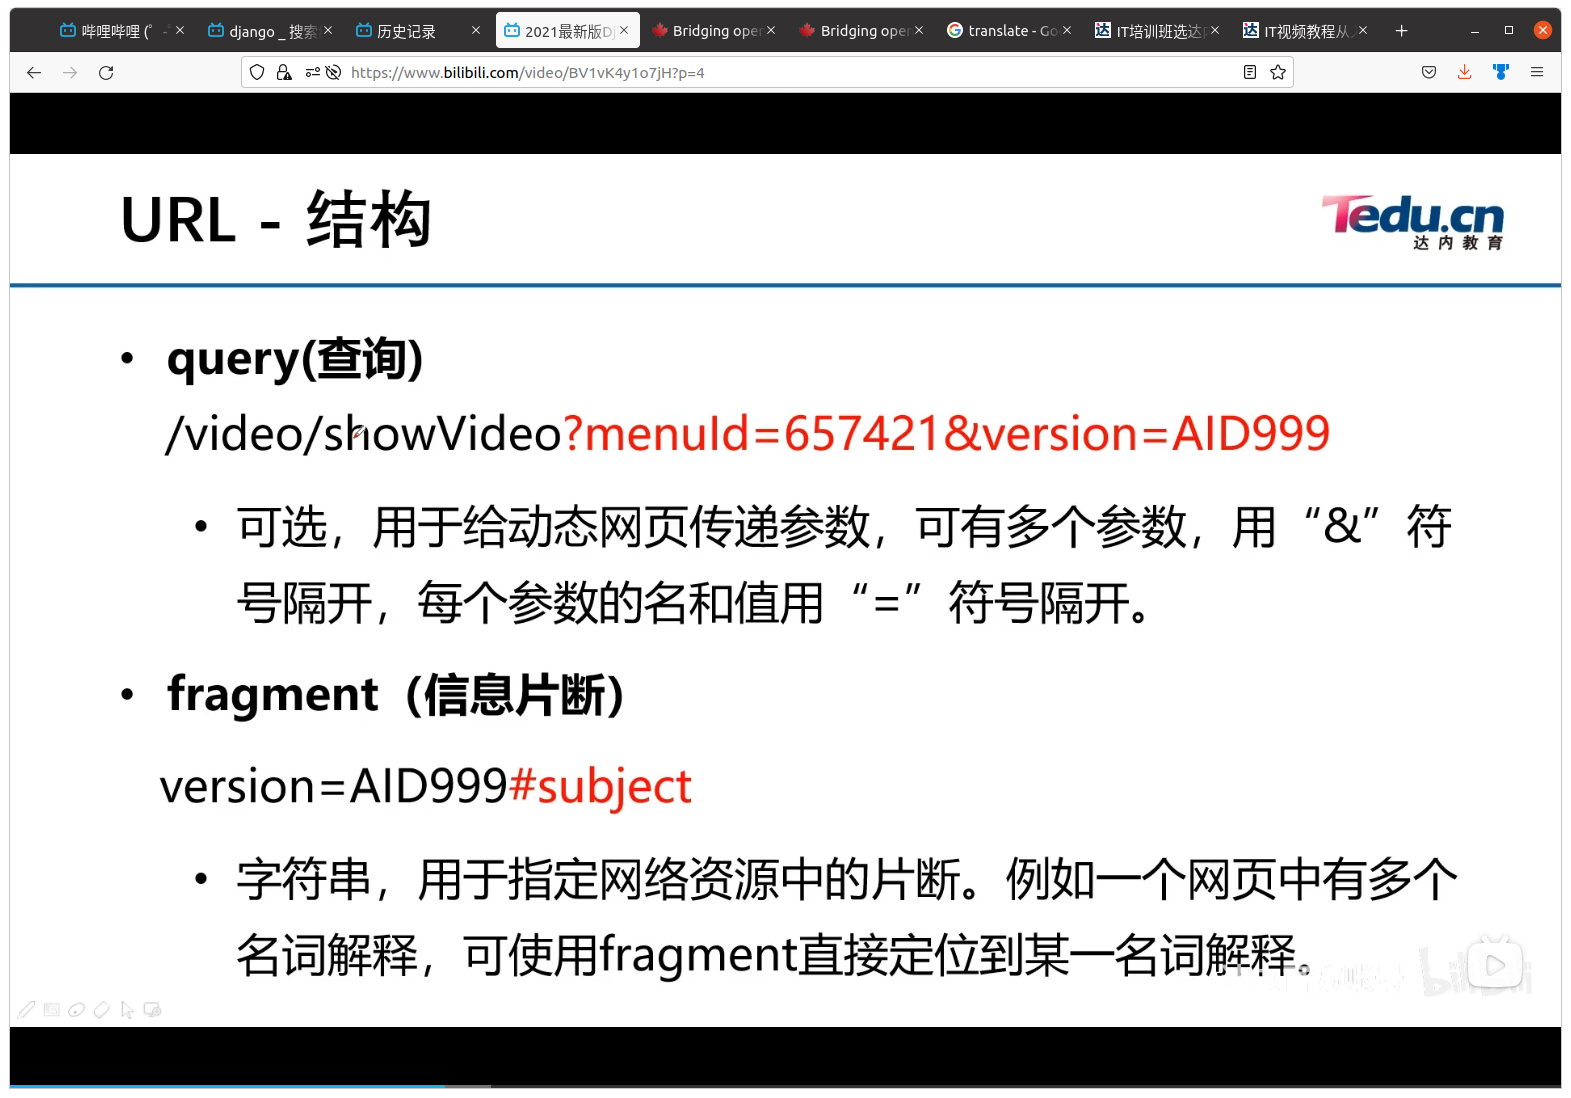 哔哩哔哩 (゜-
django _ 搜索
历史记录
2021最新版Dj
Bridging oper
Bridging oper
translate - Go
IT培训班选达内
IT视频教程从入
https://www.bilibili.com/video/BV1vK4y1o7jH?p=4
URL - 结构
Tedu.cn
达内教育
• query(查询)
/video/showVideo?menuId=657421&version=AID999
• 可选，用于给动态网页传递参数，可有多个参数，用“&”符
号隔开，每个参数的名和值用“=”符号隔开。
• fragment（信息片断）
version=AID999#subject
• 字符串，用于指定网络资源中的片断。例如一个网页中有多个
名词解释，可使用fragment直接定位到某一名词解释。
bilibili